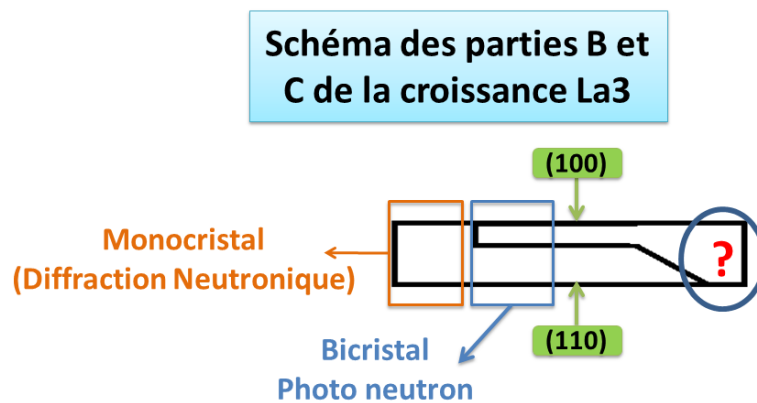 Schéma des parties B et
C de la croissance La3
(100)
Monocristal
(Diffraction Neutronique)
?
(110)
Bicristal
Photo neutron